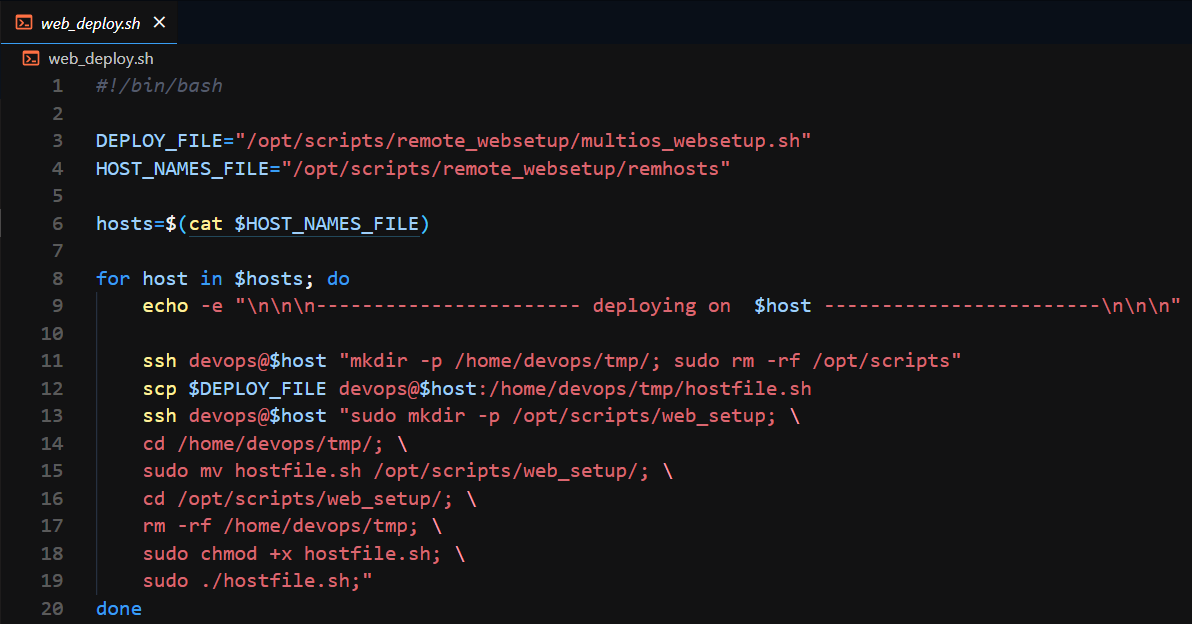 web_deploy.sh ×
web_deploy.sh
1 #!/bin/bash
2
3 DEPLOY_FILE="/opt/scripts/remote_websetup/multios_websetup.sh"
4 HOST_NAMES_FILE="/opt/scripts/remote_websetup/remhosts"
5
6 hosts=$(cat $HOST_NAMES_FILE)
7
8 for host in $hosts; do
9     echo -e "\n\n\n----------------------- deploying on  $host ------------------------\n\n\n"
10
11     ssh devops@$host "mkdir -p /home/devops/tmp/; sudo rm -rf /opt/scripts"
12     scp $DEPLOY_FILE devops@$host:/home/devops/tmp/hostfile.sh
13     ssh devops@$host "sudo mkdir -p /opt/scripts/web_setup; \
14     cd /home/devops/tmp/; \
15     sudo mv hostfile.sh /opt/scripts/web_setup/; \
16     cd /opt/scripts/web_setup/; \
17     rm -rf /home/devops/tmp; \
18     sudo chmod +x hostfile.sh; \
19     sudo ./hostfile.sh;"
20 done